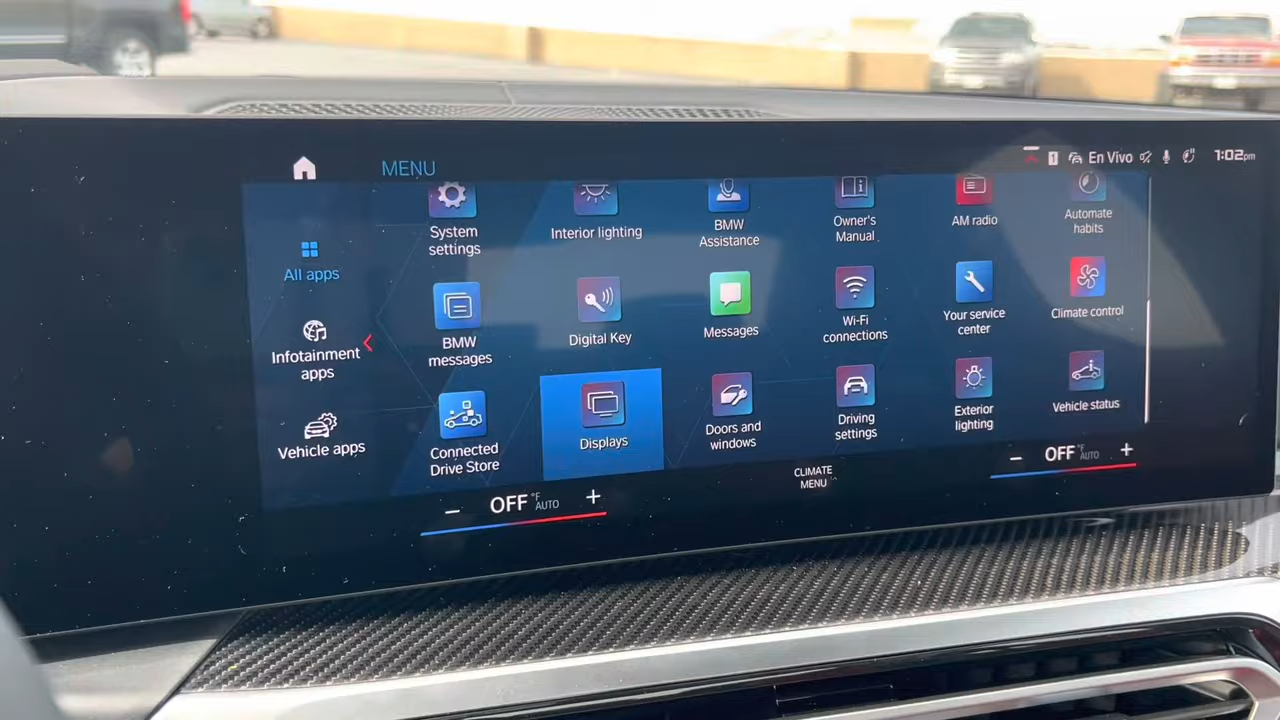 MENU
1
En Vivo
1:02pm
All apps
Infotainment
apps
Vehicle apps
System
settings
Interior lighting
BMW
Assistance
Owner's
Manual
AM radio
Automate
habits
BMW
messages
Digital Key
Messages
Wi-Fi
connections
Your service
center
Climate control
Connected
Drive Store
Displays
Doors and
windows
Driving
settings
Exterior
lighting
Vehicle status
− OFF °F AUTO +
CLIMATE
MENU
− OFF °F AUTO +